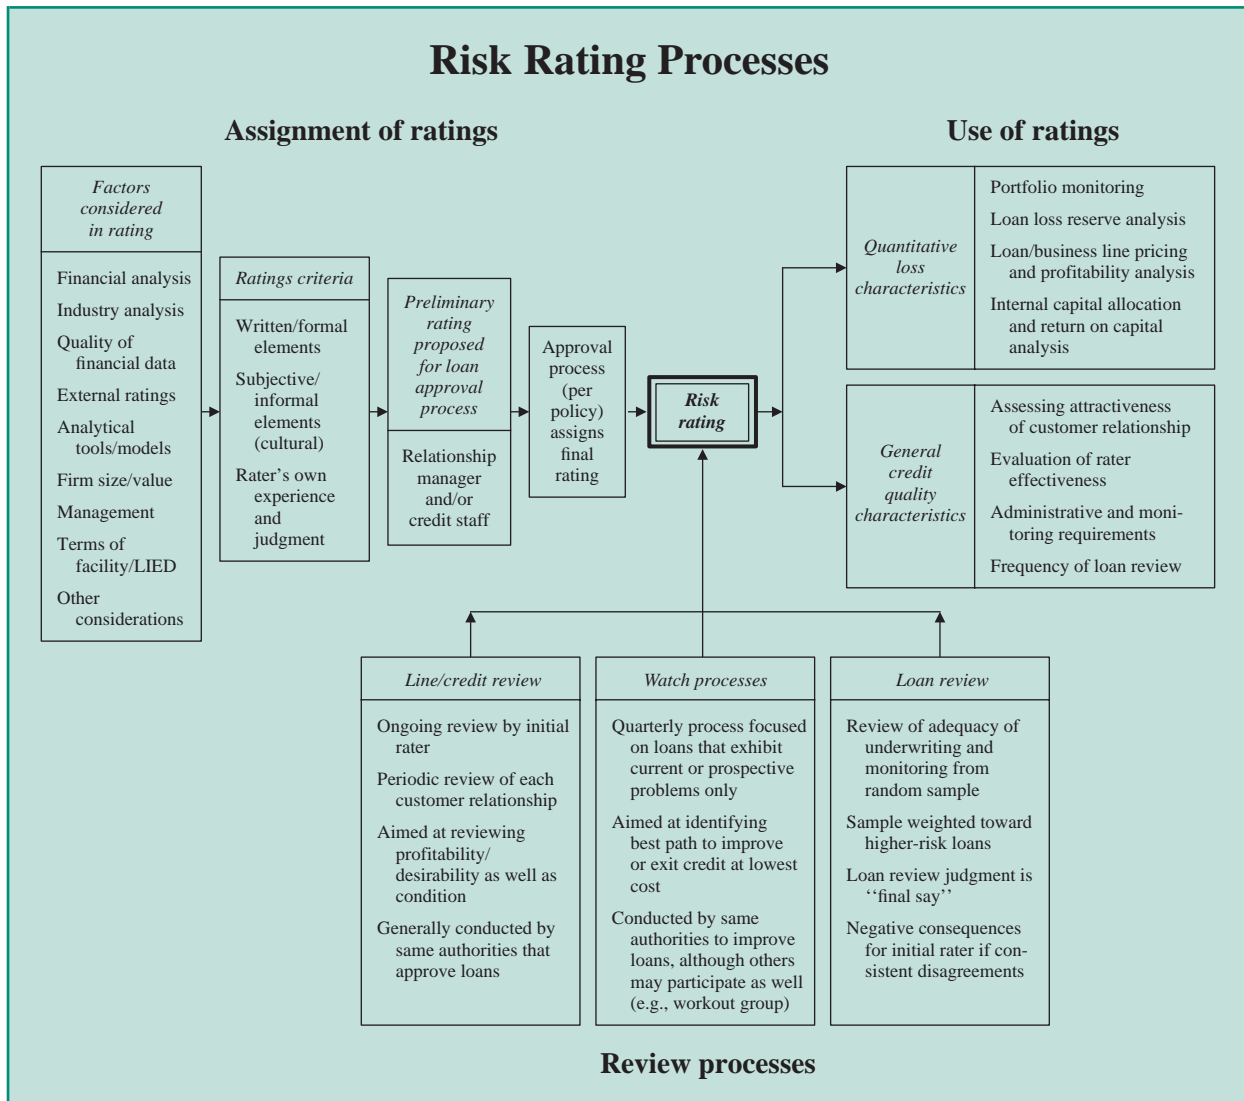 Risk Rating Processes
Assignment of ratings
Use of ratings
Factors
considered
in rating
Financial analysis
Industry analysis
Quality of
financial data
External ratings
Analytical
tools/models
Firm size/value
Management
Terms of
facility/LIED
Other
considerations
Ratings criteria
Written/formal
elements
Subjective/
informal
elements
(cultural)
Rater’s own
experience
and
judgment
Preliminary
rating
proposed
for loan
approval
process
Relationship
manager
and/or
credit staff
Approval
process
(per
policy)
assigns
final
rating
Risk
rating
Quantitative
loss
characteristics
Portfolio monitoring
Loan loss reserve analysis
Loan/business line pricing
and profitability analysis
Internal capital allocation
and return on capital
analysis
General
credit
quality
characteristics
Assessing attractiveness
of customer relationship
Evaluation of rater
effectiveness
Administrative and moni-
toring requirements
Frequency of loan review
Line/credit review
Ongoing review by initial
rater
Periodic review of each
customer relationship
Aimed at reviewing
profitability/
desirability as well as
condition
Generally conducted by
same authorities that
approve loans
Watch processes
Quarterly process focused
on loans that exhibit
current or prospective
problems only
Aimed at identifying
best path to improve
or exit credit at lowest
cost
Conducted by same
authorities to improve
loans, although others
may participate as well
(e.g., workout group)
Loan review
Review of adequacy of
underwriting and
monitoring from
random sample
Sample weighted toward
higher-risk loans
Loan review judgment is
‘‘final say’’
Negative consequences
for initial rater if con-
sistent disagreements
Review processes